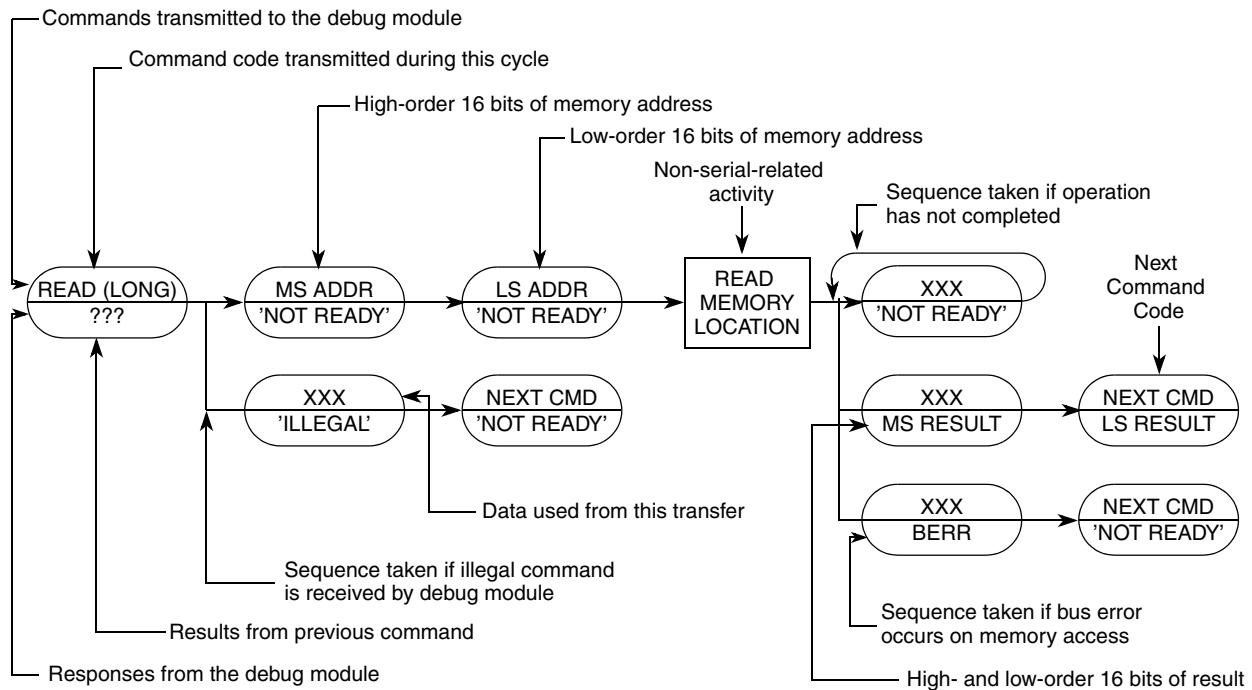 Commands transmitted to the debug module
Command code transmitted during this cycle
High-order 16 bits of memory address
Low-order 16 bits of memory address
Non-serial-related
activity
Sequence taken if operation
has not completed
Next
Command
Code
READ (LONG)
???
MS ADDR
'NOT READY'
LS ADDR
'NOT READY'
READ
MEMORY
LOCATION
XXX
'NOT READY'
XXX
'ILLEGAL'
NEXT CMD
'NOT READY'
XXX
MS RESULT
NEXT CMD
LS RESULT
XXX
BERR
NEXT CMD
'NOT READY'
Data used from this transfer
Sequence taken if illegal command
is received by debug module
Sequence taken if bus error
occurs on memory access
Results from previous command
Responses from the debug module
High- and low-order 16 bits of result